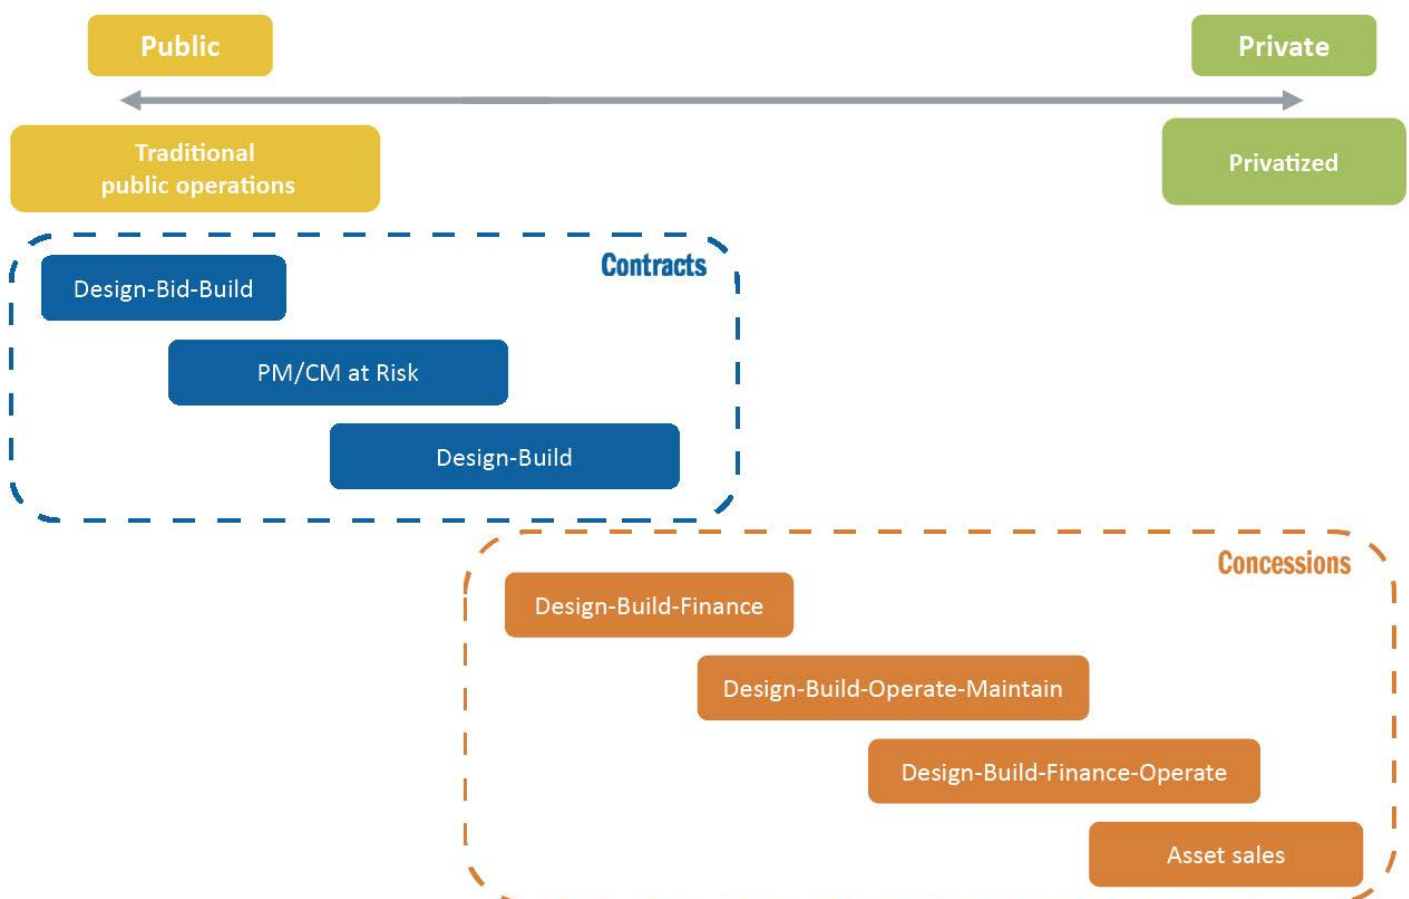 Public
Private
Traditional
public operations
Privatized
Contracts
Design-Bid-Build
PM/CM at Risk
Design-Build
Concessions
Design-Build-Finance
Design-Build-Operate-Maintain
Design-Build-Finance-Operate
Asset sales